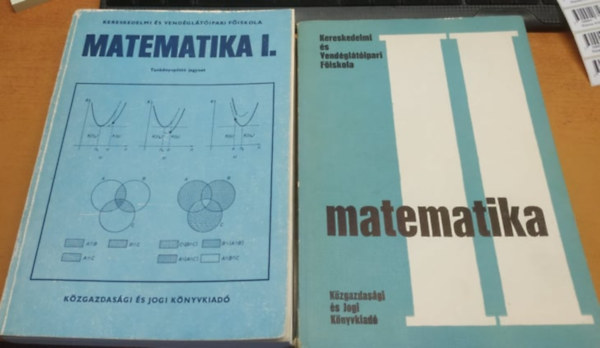 KERESKEDELMI ÉS VENDÉGLÁTÓIPARI FŐISKOLA
MATEMATIKA I.
KÖZGAZDASÁGI ÉS JOGI KÖNYVKIADÓ
Kereskedelmi
és
Vendéglátóipari
Főiskola
II
matematika
Közgazdasági
és Jogi
Könyvkiadó